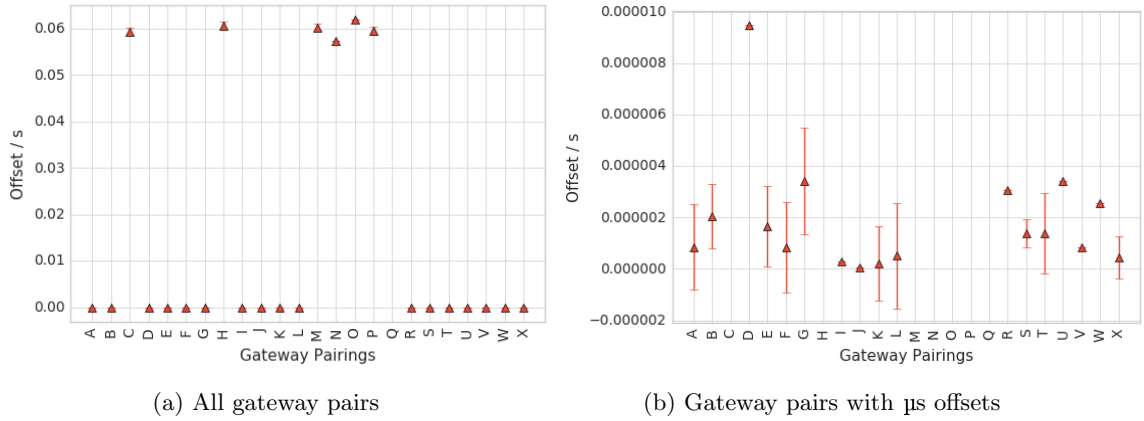 0.06
0.05
0.04
0.03
0.02
0.01
0.00
Offset / s
A B C D E F G H I J K L M N O P Q R S T U V W X
Gateway Pairings
(a) All gateway pairs
0.000010
0.000008
0.000006
0.000004
0.000002
0.000000
−0.000002
Offset / s
A B C D E F G H I J K L M N O P Q R S T U V W X
Gateway Pairings
(b) Gateway pairs with µs offsets